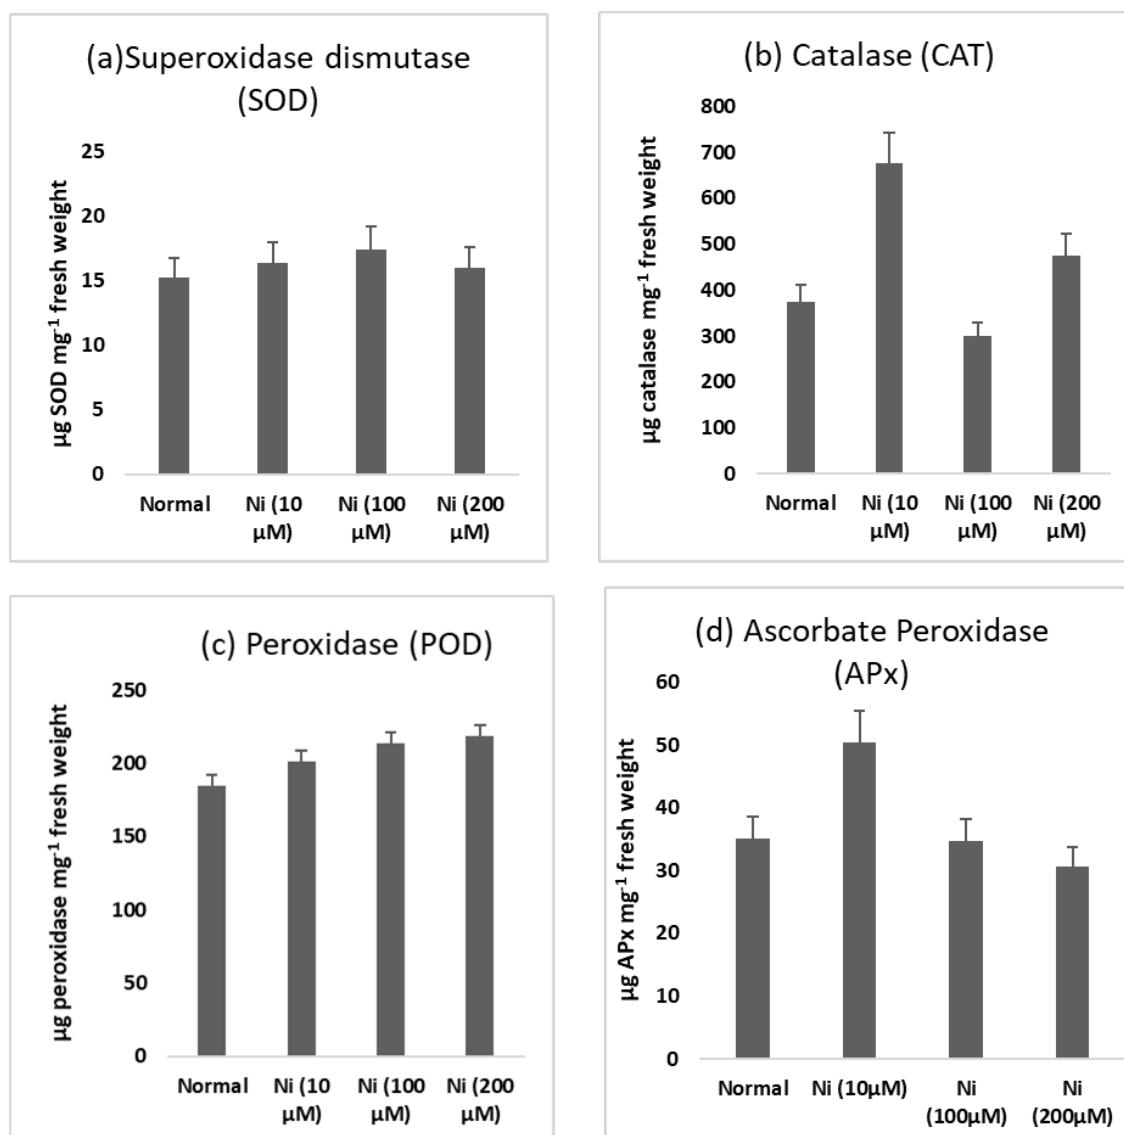 (a)Superoxidase dismutase
(SOD)
µg SOD mg⁻¹ fresh weight
25
20
15
10
5
0
Normal
Ni (10
µM)
Ni (100
µM)
Ni (200
µM)
(b) Catalase (CAT)
µg catalase mg⁻¹ fresh weight
800
700
600
500
400
300
200
100
0
Normal
Ni (10
µM)
Ni (100
µM)
Ni (200
µM)
(c) Peroxidase (POD)
µg peroxidase mg⁻¹ fresh weight
250
200
150
100
50
0
Normal
Ni (10
µM)
Ni (100
µM)
Ni (200
µM)
(d) Ascorbate Peroxidase
(APx)
µg APx mg⁻¹ fresh weight
60
50
40
30
20
10
0
Normal
Ni (10µM)
Ni
(100µM)
Ni
(200µM)